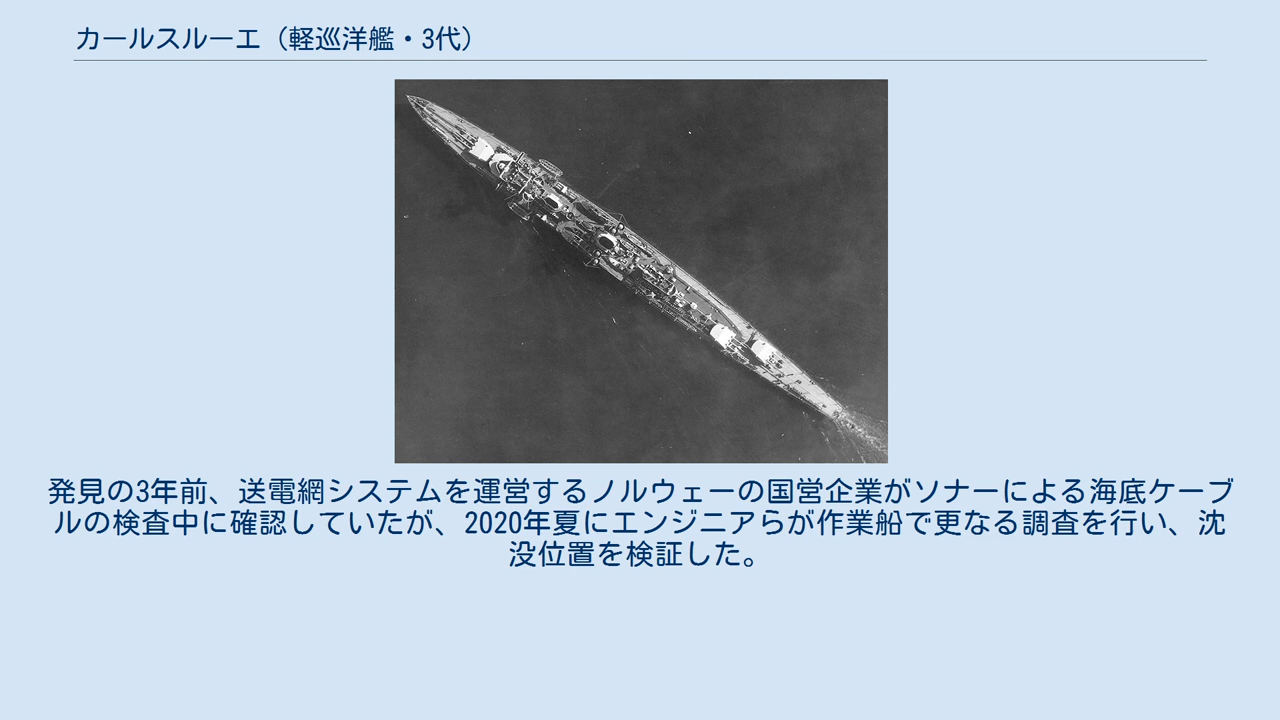 カールスルーエ（軽巡洋艦・3代）
発見の3年前、送電網システムを運営するノルウェーの国営企業がソナーによる海底ケーブ
ルの検査中に確認していたが、2020年夏にエンジニアらが作業船で更なる調査を行い、沈
没位置を検証した。